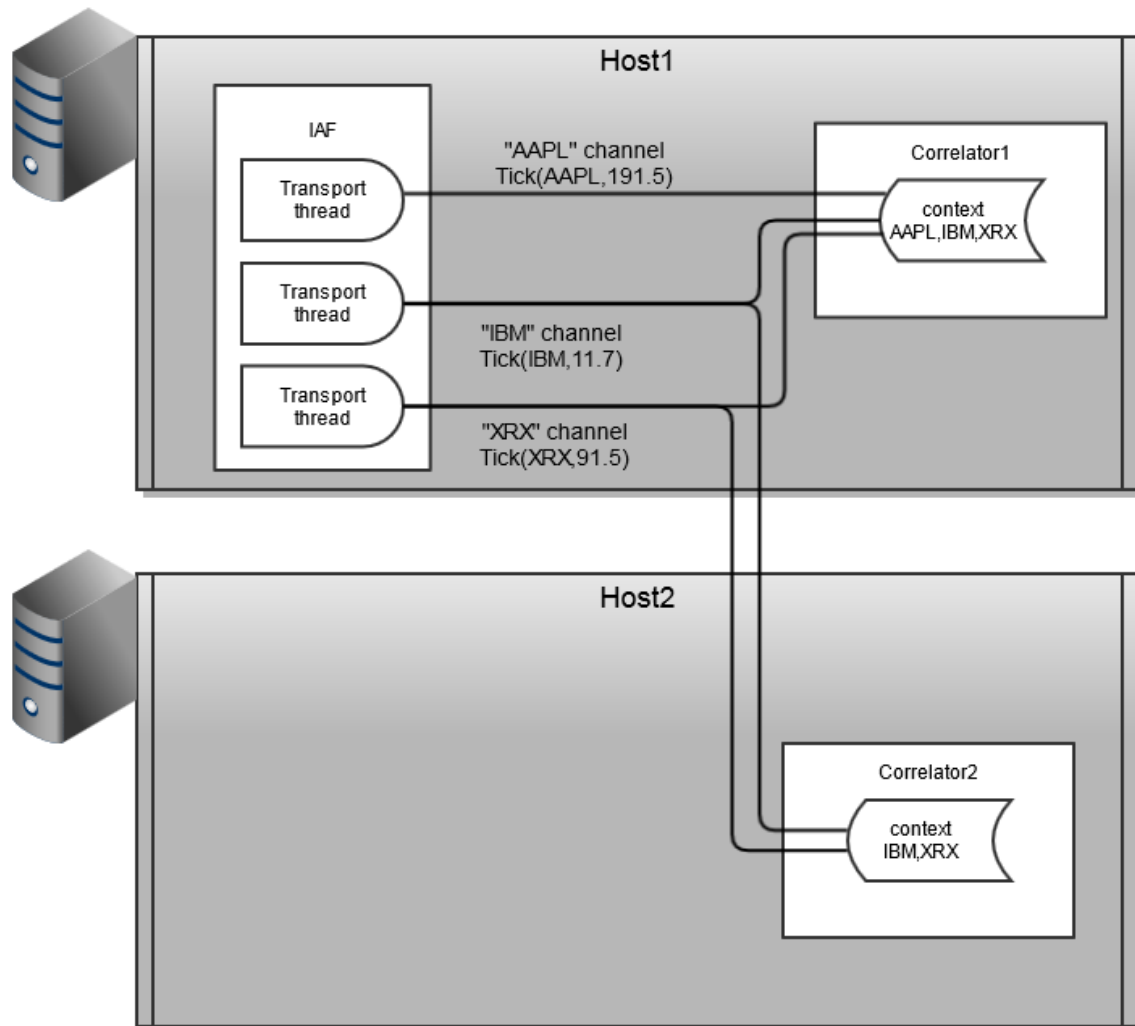 Host1
IAF
Transport
thread
"AAPL" channel
Tick(AAPL,191.5)
Correlator1
context
AAPL,IBM,XRX
Transport
thread
"IBM" channel
Tick(IBM,11.7)
Transport
thread
"XRX" channel
Tick(XRX,91.5)
Host2
Correlator2
context
IBM,XRX